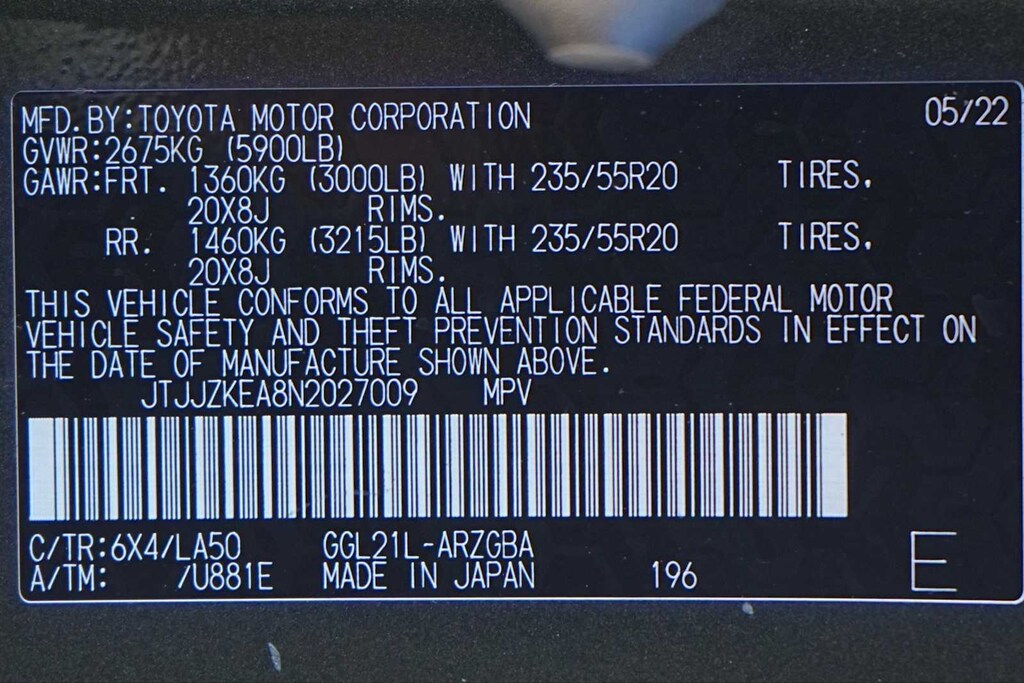 MFD.BY:TOYOTA MOTOR CORPORATION 05/22
GVWR:2675KG (5900LB)
GAWR:FRT. 1360KG (3000LB) WITH 235/55R20 TIRES.
20X8J RIMS.
RR. 1460KG (3215LB) WITH 235/55R20 TIRES.
20X8J RIMS.
THIS VEHICLE CONFORMS TO ALL APPLICABLE FEDERAL MOTOR
VEHICLE SAFETY AND THEFT PREVENTION STANDARDS IN EFFECT ON
THE DATE OF MANUFACTURE SHOWN ABOVE.
JTJJZKEA8N2027009 MPV
C/TR:6X4/LA50 GGL21L-ARZGBA
A/TM: /U881E MADE IN JAPAN 196 E